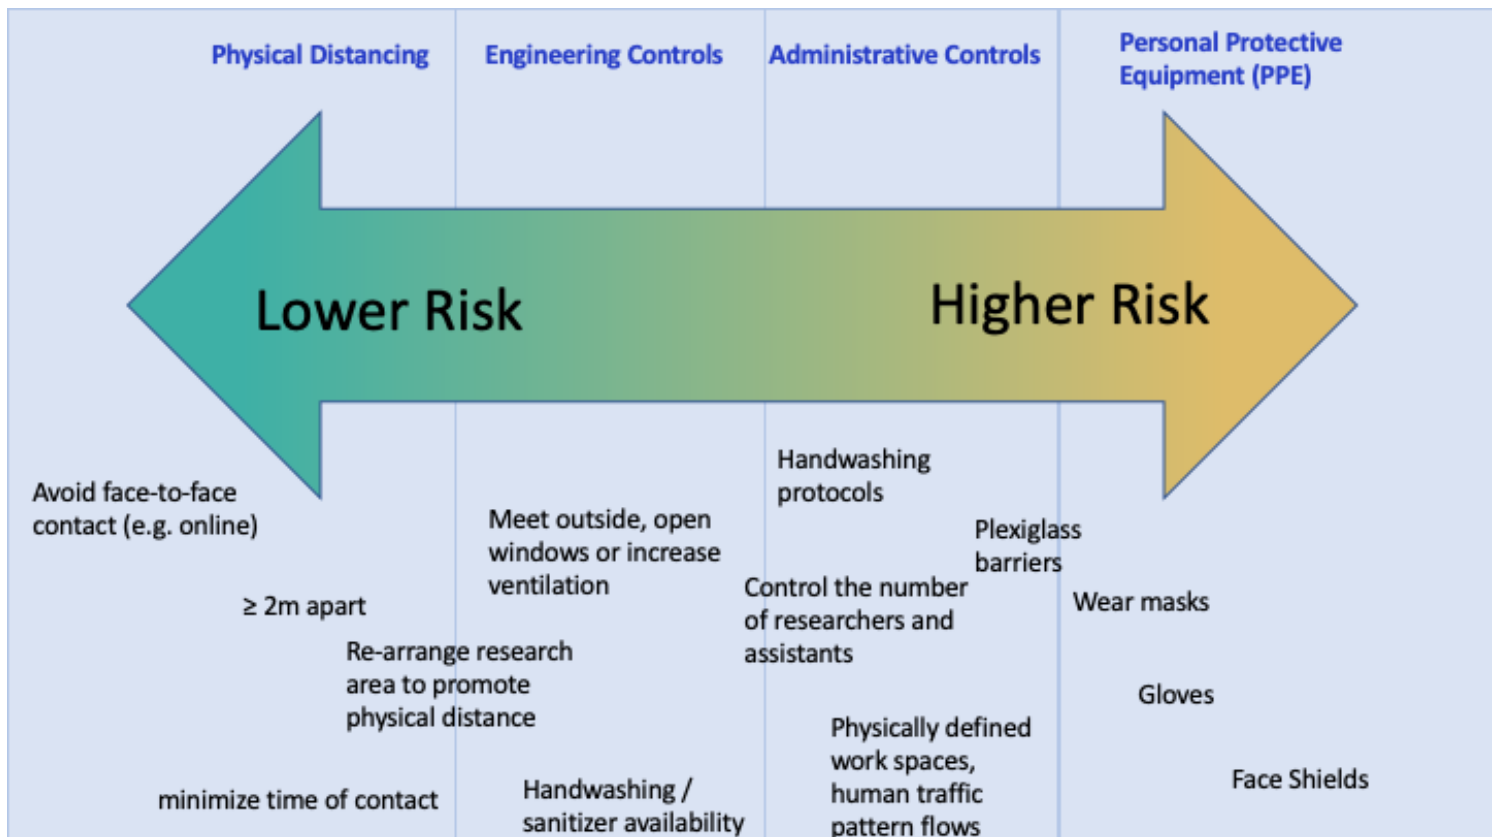 Physical Distancing
Engineering Controls
Administrative Controls
Personal Protective
Equipment (PPE)
Lower Risk
Higher Risk
Avoid face-to-face
contact (e.g. online)
≥ 2m apart
Re-arrange research
area to promote
physical distance
minimize time of contact
Meet outside, open
windows or increase
ventilation
Handwashing /
sanitizer availability
Handwashing
protocols
Plexiglass
barriers
Control the number
of researchers and
assistants
Physically defined
work spaces,
human traffic
pattern flows
Wear masks
Gloves
Face Shields